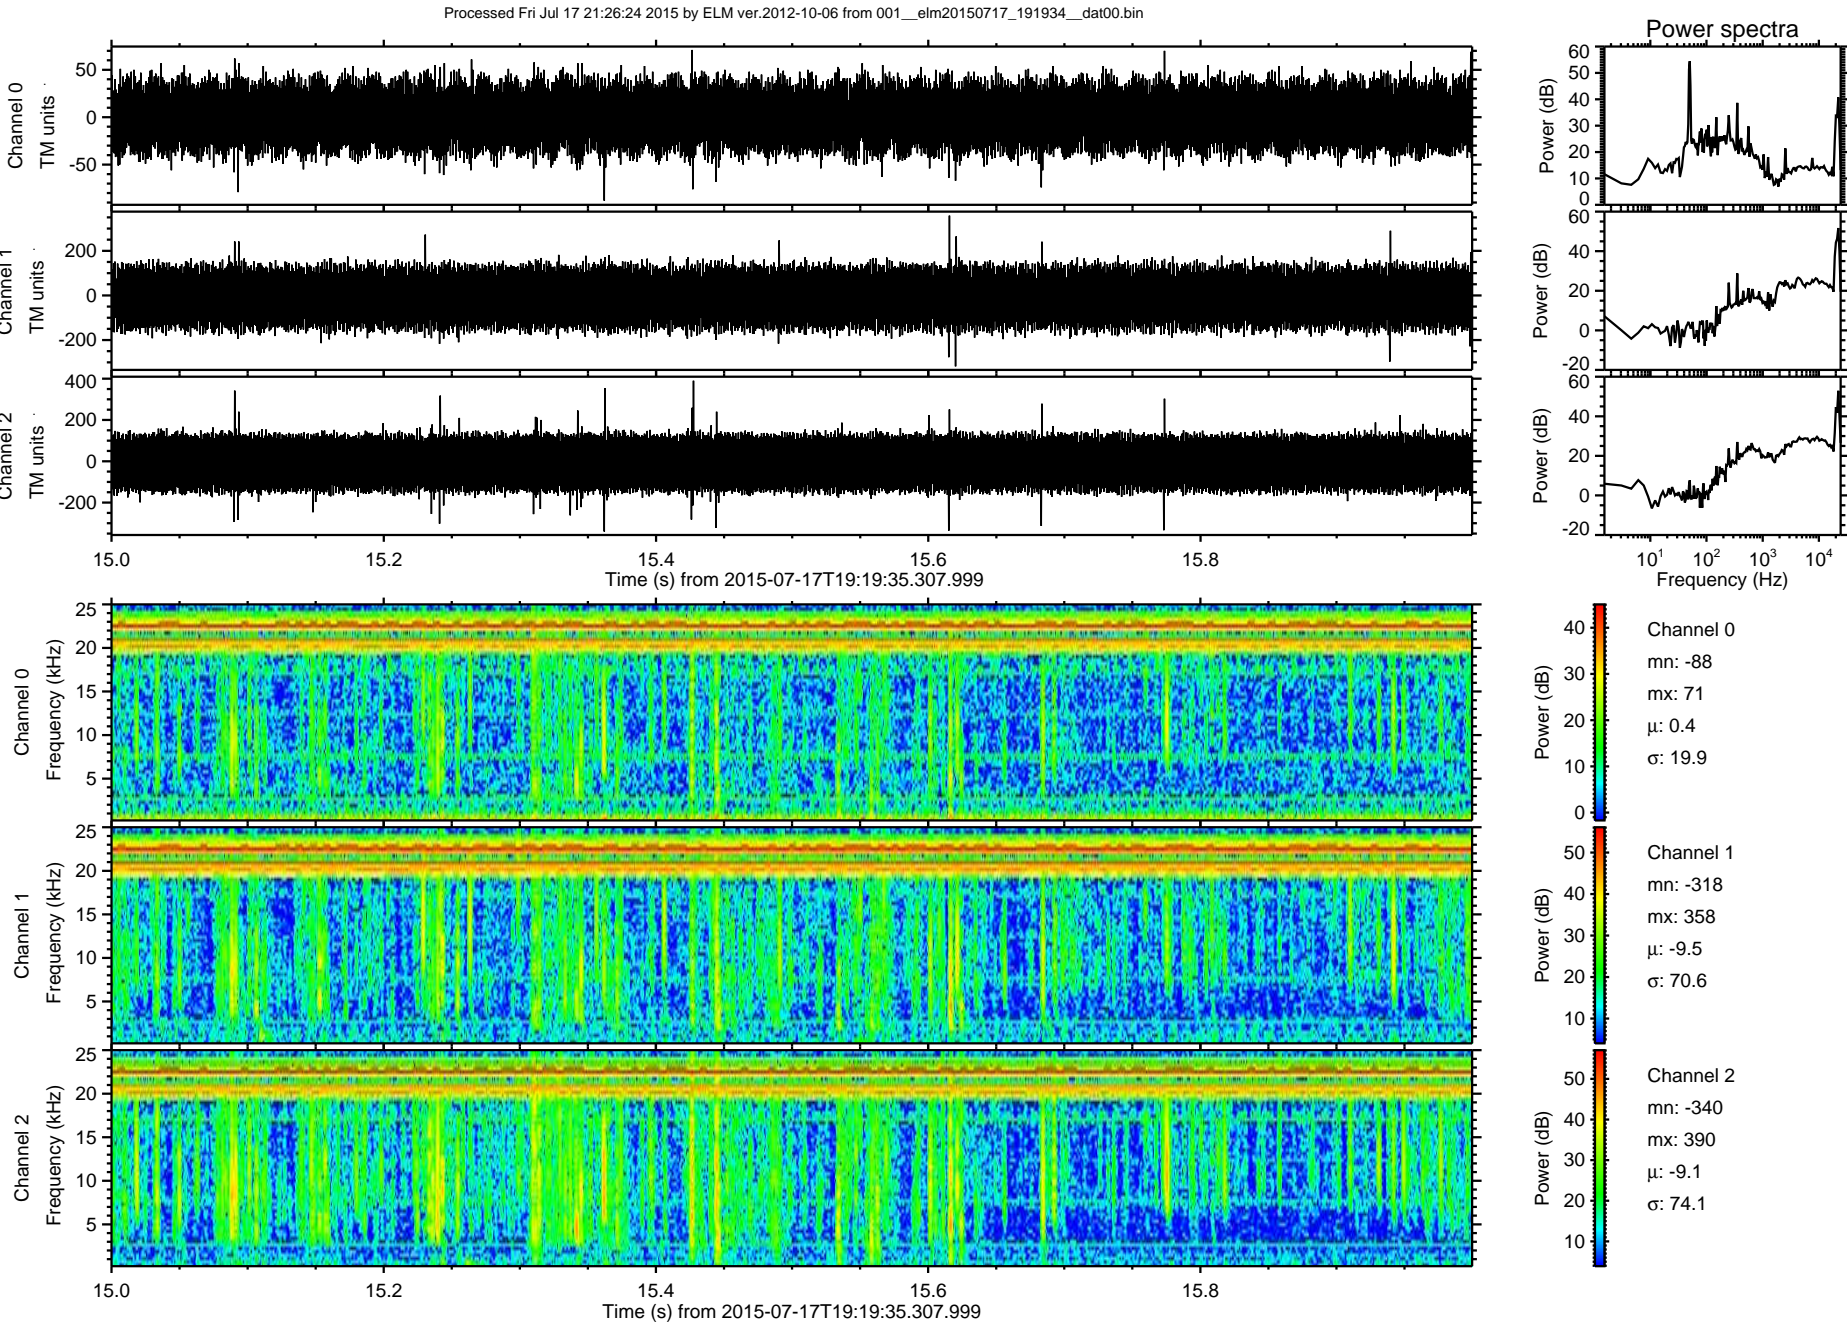 Processed Fri Jul 17 21:26:24 2015 by ELM ver.2012-10-06 from 001__elm20150717_191934__dat00.bin
Power spectra
Channel 0
TM units
50
0
-50
Power (dB)
60
50
40
30
20
10
0
Channel 1
TM units
200
0
-200
Power (dB)
60
40
20
0
-20
Channel 2
TM units
400
200
0
-200
Power (dB)
60
40
20
0
-20
15.0 15.2 15.4 15.6 15.8
Time (s) from 2015-07-17T19:19:35.307.999
10¹ 10² 10³ 10⁴
Frequency (Hz)
Channel 0
Frequency (kHz)
25
20
15
10
5
Power (dB)
40
30
20
10
0
Channel 0
mn: -88
mx: 71
μ: 0.4
σ: 19.9
Channel 1
Frequency (kHz)
25
20
15
10
5
Power (dB)
50
40
30
20
10
Channel 1
mn: -318
mx: 358
μ: -9.5
σ: 70.6
Channel 2
Frequency (kHz)
25
20
15
10
5
Power (dB)
50
40
30
20
10
Channel 2
mn: -340
mx: 390
μ: -9.1
σ: 74.1
15.0 15.2 15.4 15.6 15.8
Time (s) from 2015-07-17T19:19:35.307.999